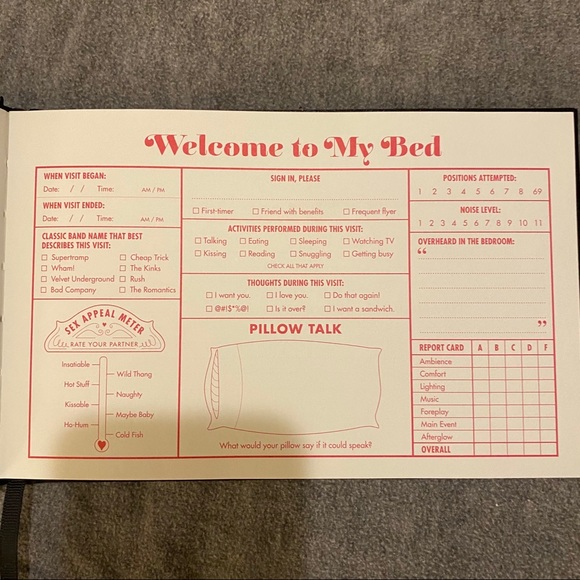 Welcome to My Bed
WHEN VISIT BEGAN:
Date: / / Time: AM / PM
WHEN VISIT ENDED:
Date: / / Time: AM / PM
CLASSIC BAND NAME THAT BEST
DESCRIBES THIS VISIT:
Supertramp Cheap Trick
Wham! The Kinks
Velvet Underground Rush
Bad Company The Romantics
SEX APPEAL METER
RATE YOUR PARTNER
Insatiable
Wild Thang
Hot Stuff
Naughty
Kissable
Maybe Baby
Ho-Hum
Cold Fish
SIGN IN, PLEASE
First-timer Friend with benefits Frequent flyer
ACTIVITIES PERFORMED DURING THIS VISIT:
Talking Eating Sleeping Watching TV
Kissing Reading Snuggling Getting busy
CHECK ALL THAT APPLY
THOUGHTS DURING THIS VISIT:
I want you. I love you. Do that again!
@#!$*%@! Is it over? I want a sandwich.
PILLOW TALK
What would your pillow say if it could speak?
POSITIONS ATTEMPTED:
1 2 3 4 5 6 7 8 69
NOISE LEVEL:
1 2 3 4 5 6 7 8 9 10 11
OVERHEARD IN THE BEDROOM:
“
”
REPORT CARD A B C D F
Ambience
Comfort
Lighting
Music
Foreplay
Main Event
Afterglow
OVERALL